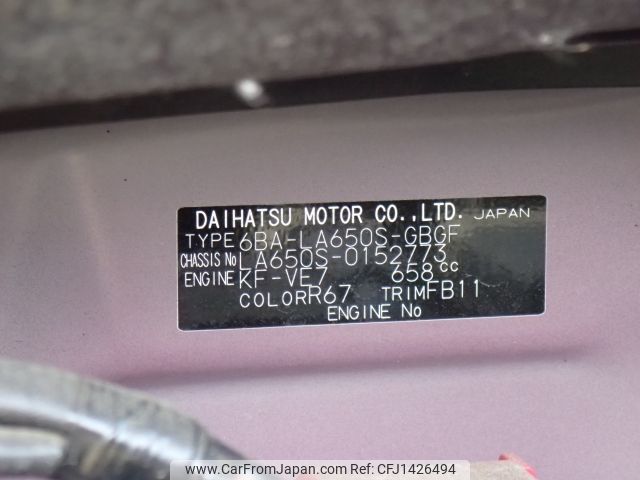 DAIHATSU MOTOR CO.,LTD. JAPAN
TYPE 6BA-LA650S-GBGF
CHASSIS No LA650S-0152773
ENGINE KF-VE7 658cc
COLOR R67 TRIM FB11
ENGINE No
www.CarFromJapan.com CFJ1426494